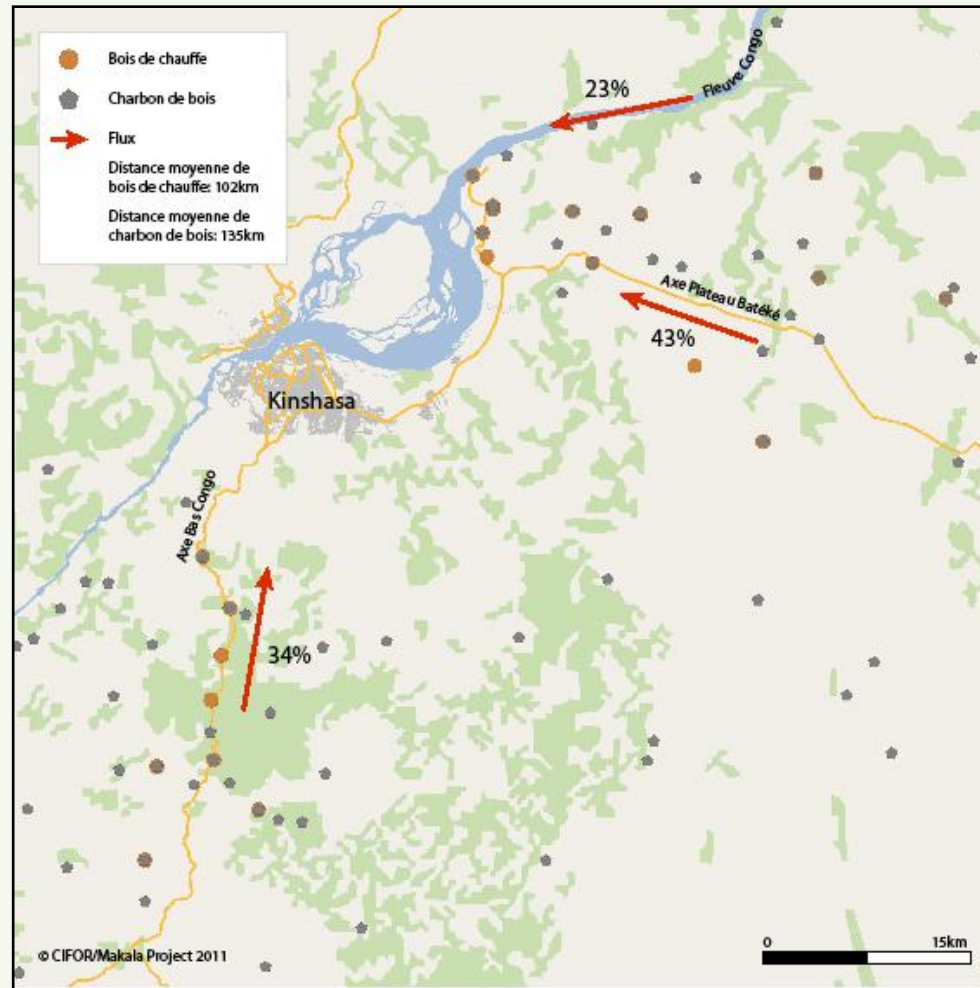 Bois de chauffe
Charbon de bois
Flux
Distance moyenne de
bois de chauffe: 102km
Distance moyenne de
charbon de bois: 135km
23%
Fleuve Congo
Axe Plateau Batéké
43%
Kinshasa
Axe Bas Congo
34%
© CIFOR/Makala Project 2011
0 15km